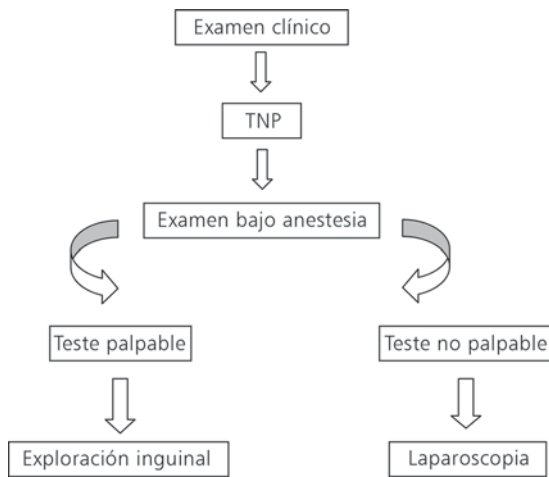 Examen clínico
TNP
Examen bajo anestesia
Teste palpable
Teste no palpable
Exploración inguinal
Laparoscopia